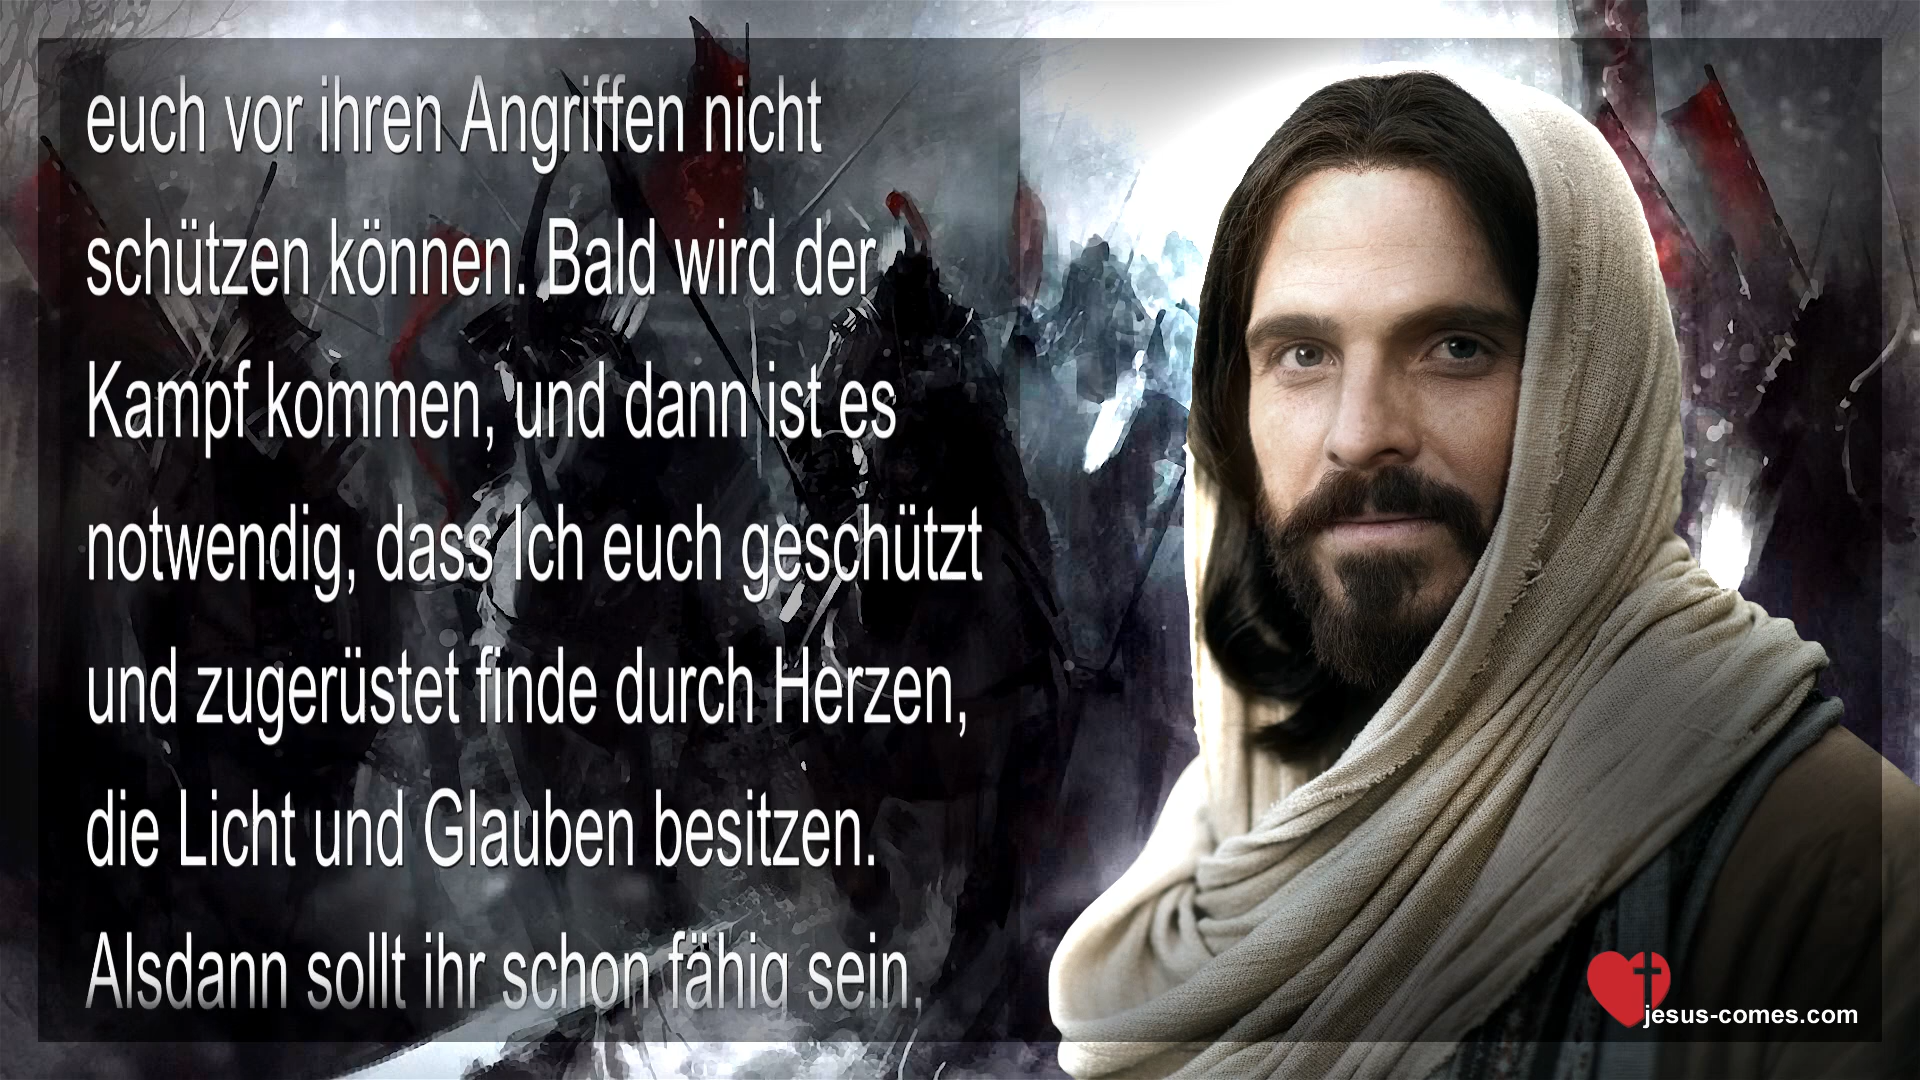 euch vor ihren Angriffen nicht
schützen können. Bald wird der
Kampf kommen, und dann ist es
notwendig, dass Ich euch geschützt
und zugerüstet finde durch Herzen,
die Licht und Glauben besitzen.
Alsdann sollt ihr schon fähig sein,
jesus-comes.com